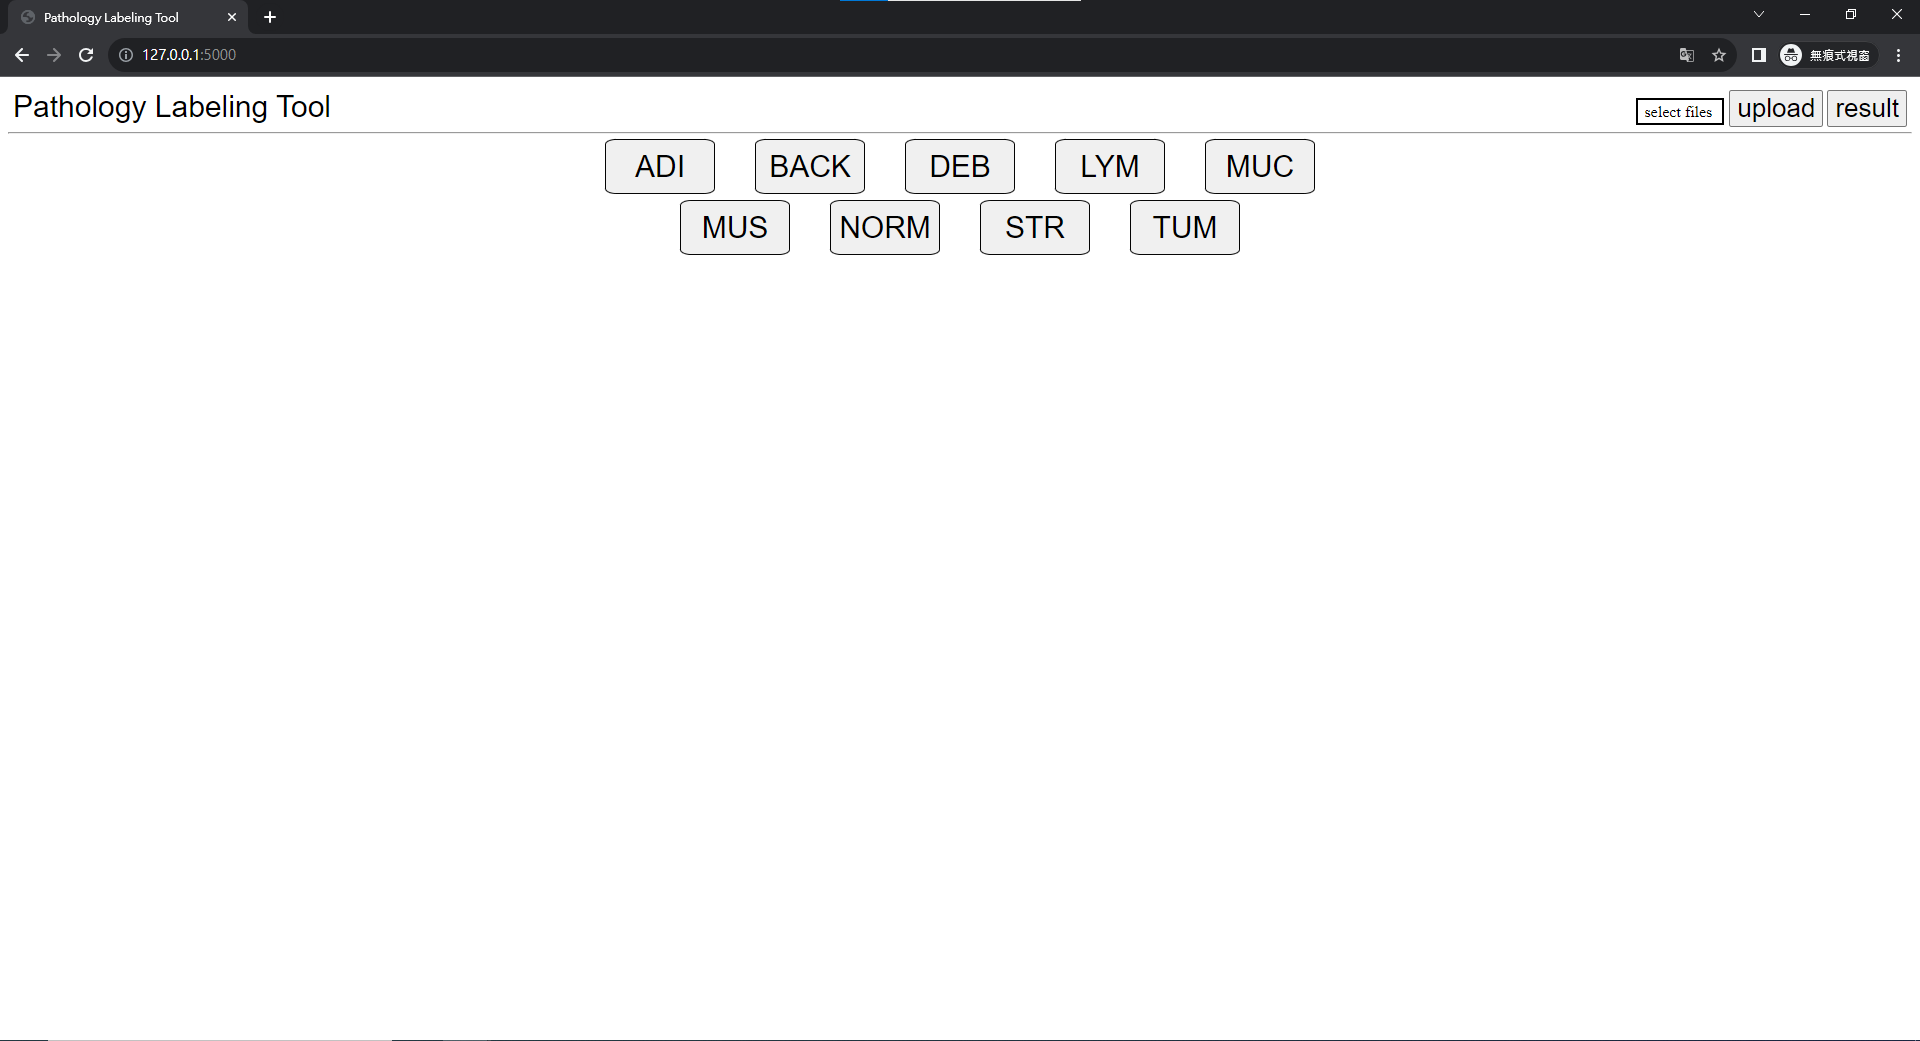 Pathology Labeling Tool
127.0.0.1:5000
無痕式視窗
Pathology Labeling Tool
select files
upload
result
ADI
BACK
DEB
LYM
MUC
MUS
NORM
STR
TUM